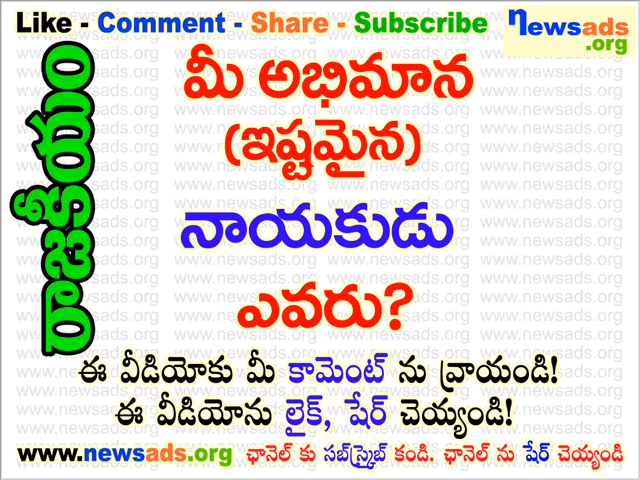 Like - Comment - Share - Subscribe
newsads
.org
రాజకీయం
మీ అభిమాన
(ఇష్టమైన)
నాయకుడు
ఎవరు?
ఈ వీడియోకు మీ కామెంట్ ను వ్రాయండి!
ఈ వీడియోను లైక్, షేర్ చెయ్యండి!
www.newsads.org ఛానెల్ కు సబ్‌స్క్రైబ్ కండి. ఛానెల్ ను షేర్ చెయ్యండి